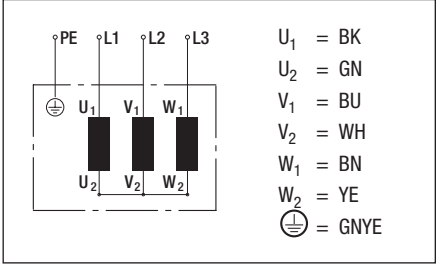 PE L1 L2 L3
U1 V1 W1
U2 V2 W2
U1 = BK
U2 = GN
V1 = BU
V2 = WH
W1 = BN
W2 = YE
= GNYE